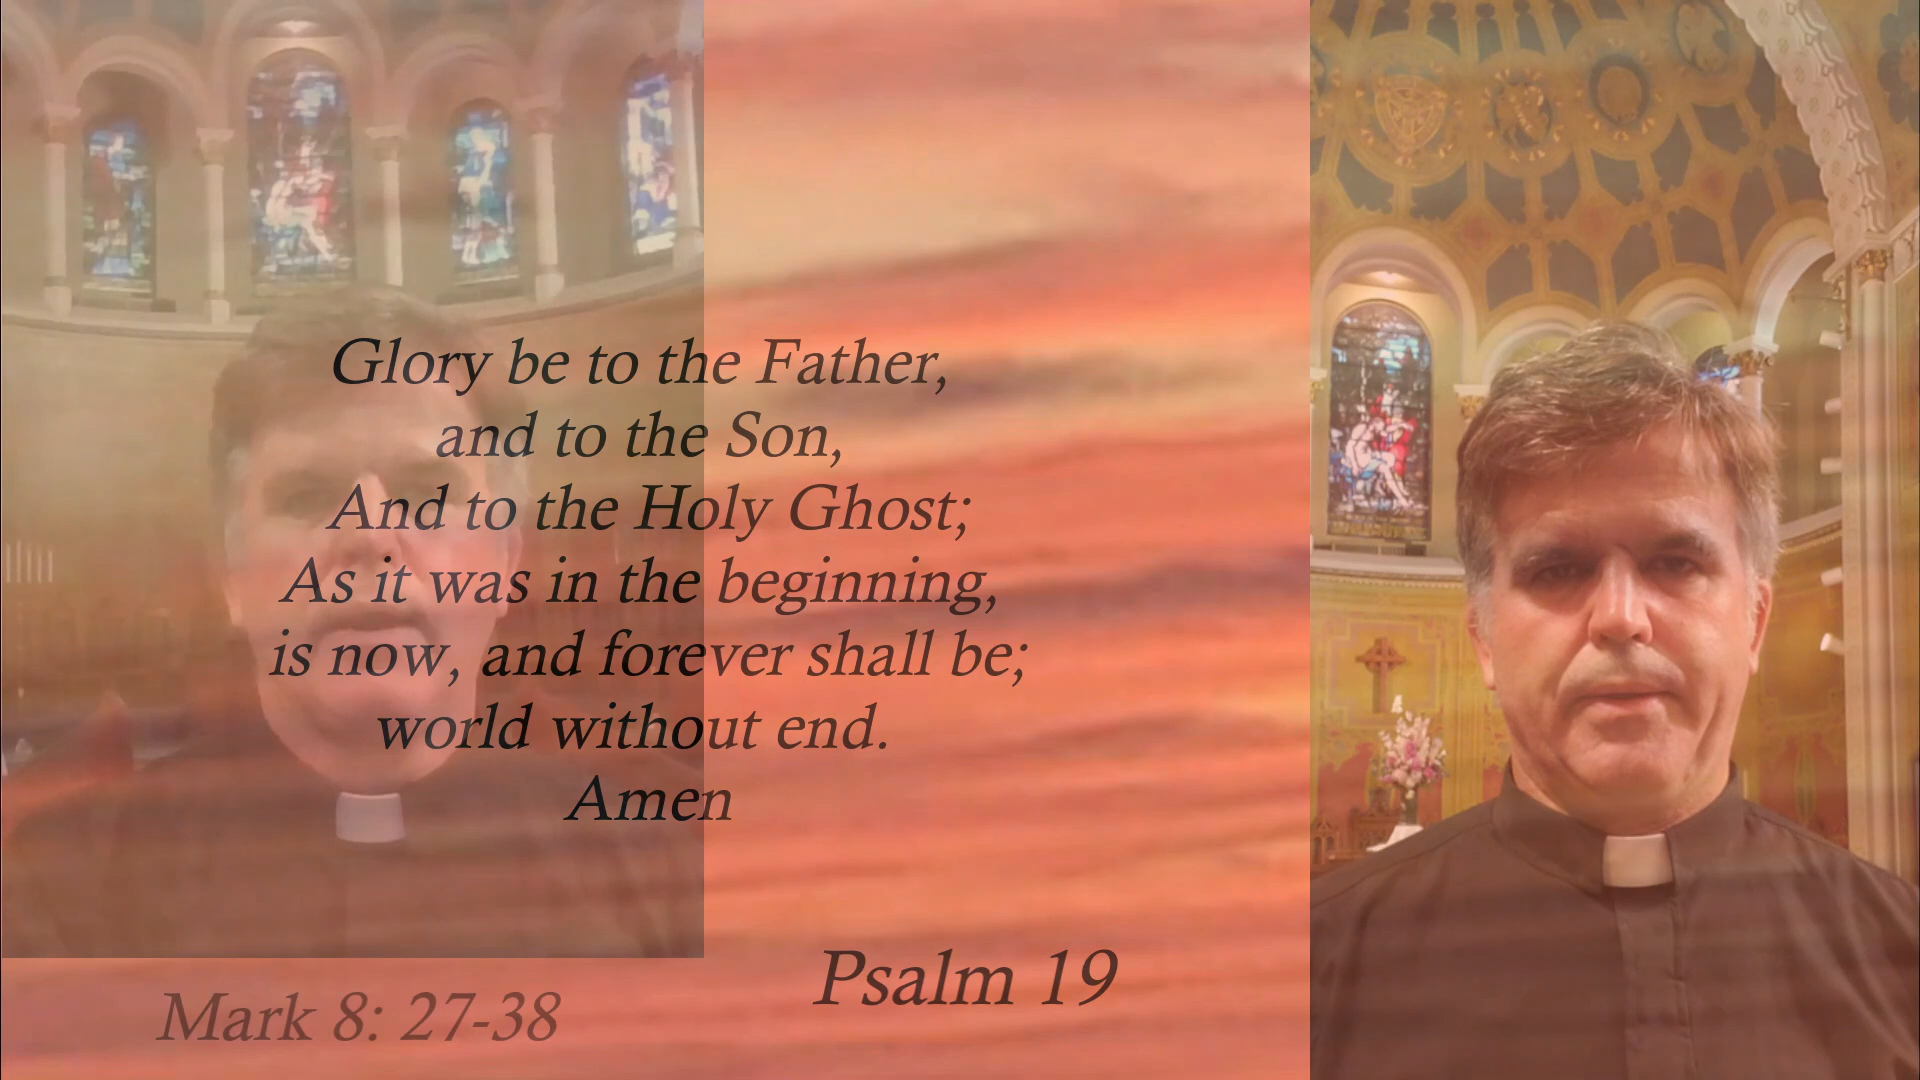 Glory be to the Father,
and to the Son,
And to the Holy Ghost;
As it was in the beginning,
is now, and forever shall be;
world without end.
Amen
Psalm 19
Mark 8: 27-38